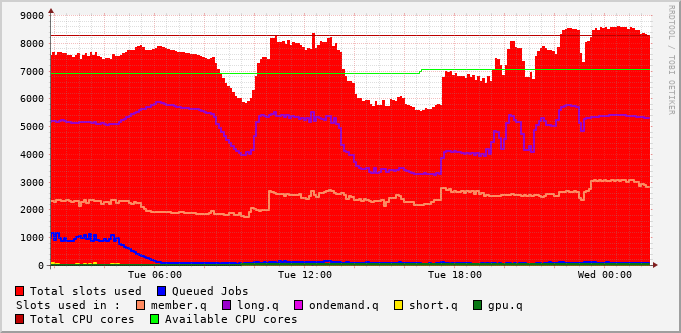 9000
8000
7000
6000
5000
4000
3000
2000
1000
0
Tue 06:00 Tue 12:00 Tue 18:00 Wed 00:00
RRDTOOL / TOBI OETIKER
Total slots used Queued Jobs
Slots used in : member.q long.q ondemand.q short.q gpu.q
Total CPU cores Available CPU cores